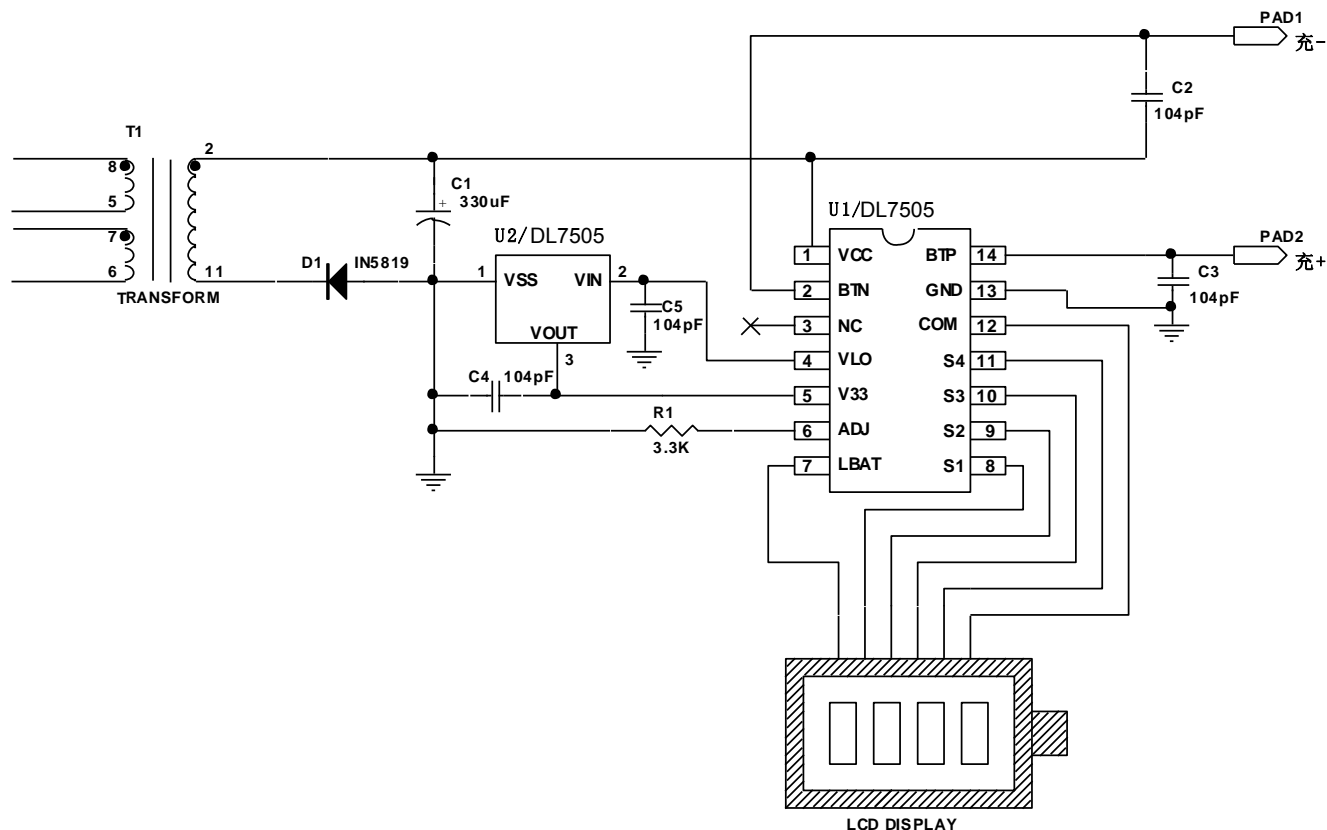 PAD1
充-
C2
104pF
T1
2
8
5
7
6
11
TRANSFORM
C1
+
330uF
D1
IN5819
U2/DL7505
1
VSS
VIN
2
VOUT
3
C5
104pF
C4
104pF
R1
3.3K
U1/DL7505
1
VCC
BTP
14
2
BTN
GND
13
3
NC
COM
12
4
VLO
S4
11
5
V33
S3
10
6
ADJ
S2
9
7
LBAT
S1
8
PAD2
充+
C3
104pF
LCD DISPLAY